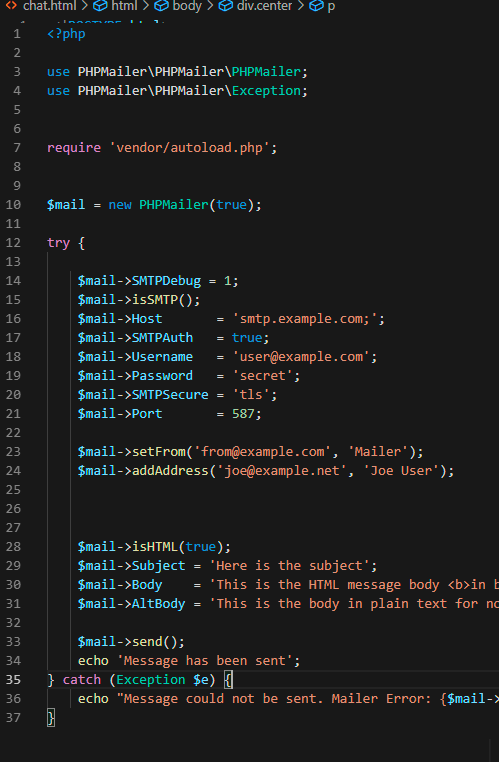 chat.html > html > body > div.center > p
1 <?php
2
3 use PHPMailer\PHPMailer\PHPMailer;
4 use PHPMailer\PHPMailer\Exception;
5
6
7 require 'vendor/autoload.php';
8
9
10 $mail = new PHPMailer(true);
11
12 try {
13
14 $mail->SMTPDebug = 1;
15 $mail->isSMTP();
16 $mail->Host = 'smtp.example.com;';
17 $mail->SMTPAuth = true;
18 $mail->Username = 'user@example.com';
19 $mail->Password = 'secret';
20 $mail->SMTPSecure = 'tls';
21 $mail->Port = 587;
22
23 $mail->setFrom('from@example.com', 'Mailer');
24 $mail->addAddress('joe@example.net', 'Joe User');
25
26
27
28 $mail->isHTML(true);
29 $mail->Subject = 'Here is the subject';
30 $mail->Body = 'This is the HTML message body <b>in b
31 $mail->AltBody = 'This is the body in plain text for no
32
33 $mail->send();
34 echo 'Message has been sent';
35 } catch (Exception $e) {
36 echo "Message could not be sent. Mailer Error: {$mail->
37 }